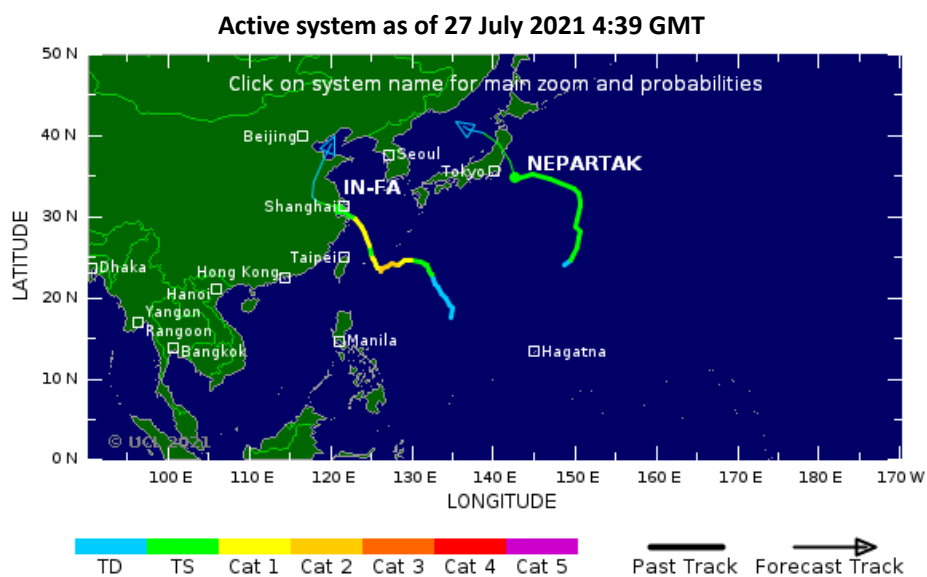 Active system as of 27 July 2021 4:39 GMT
Click on system name for main zoom and probabilities
50 N
40 N
30 N
20 N
10 N
0 N
LATITUDE
Beijing
Seoul
Tokyo
NEPARTAK
IN-FA
Shanghai
Taipei
Dhaka
Hong Kong
Hanoi
Yangon
Rangoon
Manila
Bangkok
Hagatna
© UCL 2021
100 E
110 E
120 E
130 E
140 E
150 E
160 E
170 E
180 E
170 W
LONGITUDE
TD
TS
Cat 1
Cat 2
Cat 3
Cat 4
Cat 5
Past Track
Forecast Track